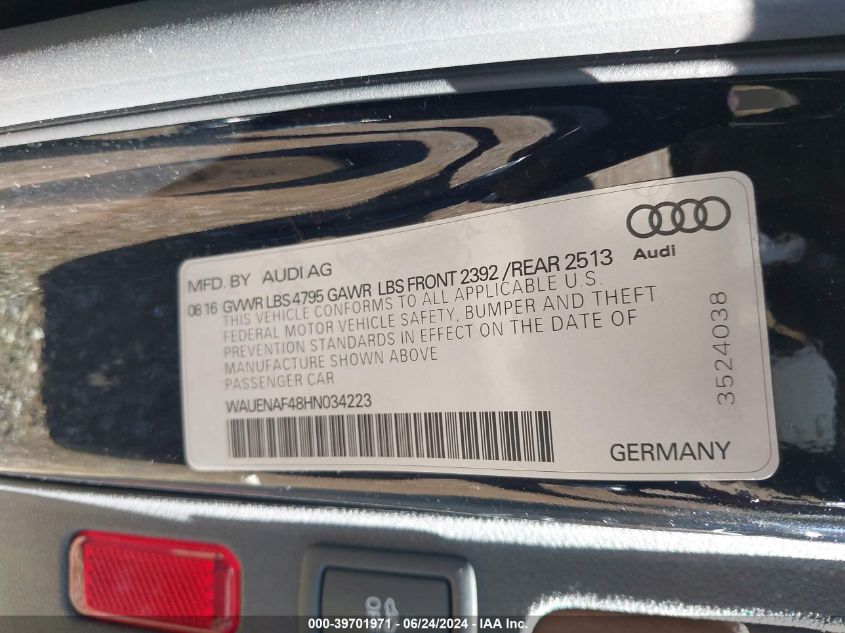 Audi
MFD. BY AUDI AG
08 16 GVWR LBS 4795 GAWR LBS FRONT 2392 /REAR 2513
THIS VEHICLE CONFORMS TO ALL APPLICABLE U.S.
FEDERAL MOTOR VEHICLE SAFETY, BUMPER AND THEFT
PREVENTION STANDARDS IN EFFECT ON THE DATE OF
MANUFACTURE SHOWN ABOVE
PASSENGER CAR
WAUENAF48HN034223
GERMANY
3524038
000-39701971 | 06/24/2024 | IAA Inc.